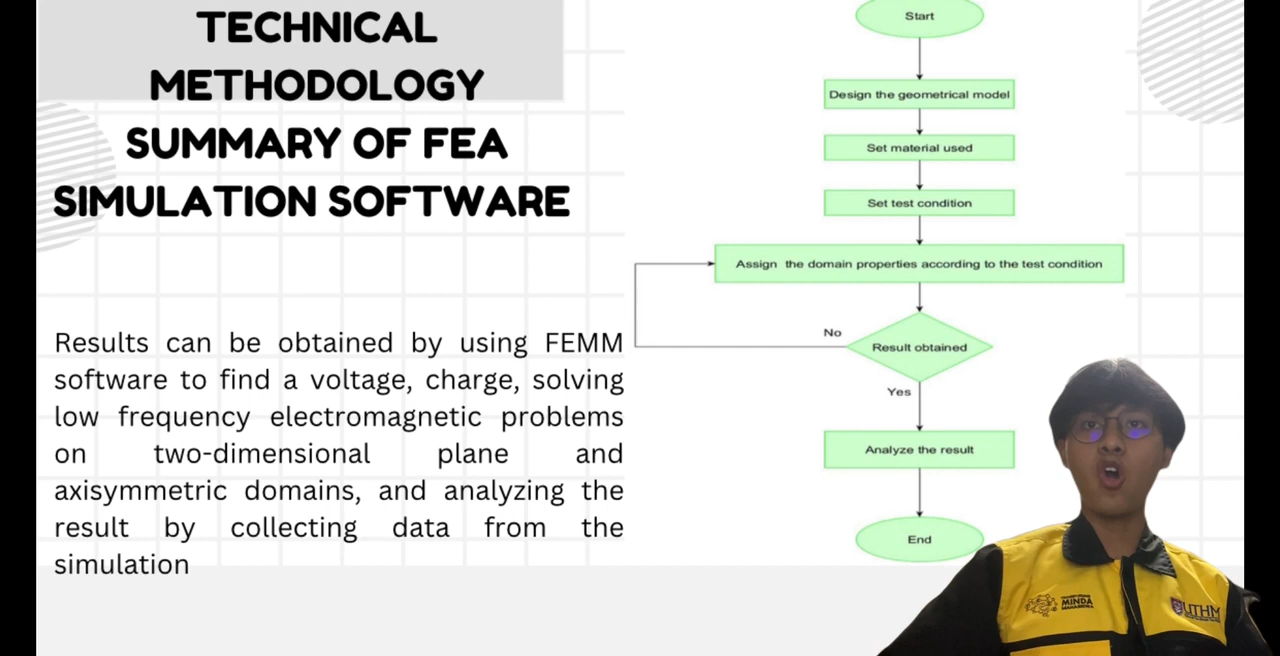 TECHNICAL
METHODOLOGY
SUMMARY OF FEA
SIMULATION SOFTWARE
Results can be obtained by using FEMM
software to find a voltage, charge, solving
low frequency electromagnetic problems
on two-dimensional plane and
axisymmetric domains, and analyzing the
result by collecting data from the
simulation
Start
Design the geometrical model
Set material used
Set test condition
Assign the domain properties according to the test condition
Result obtained
No
Yes
Analyze the result
End
MINDA
UTHM